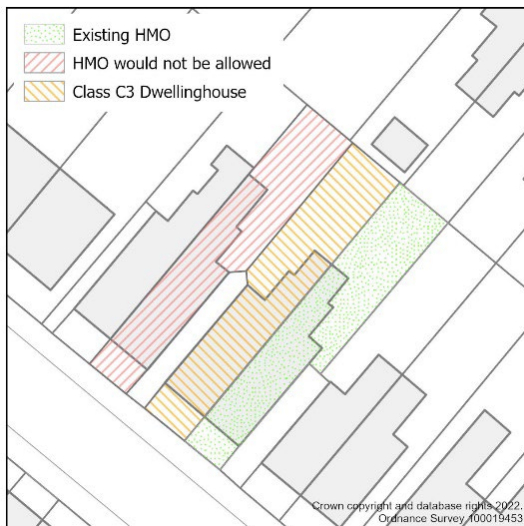 Existing HMO
HMO would not be allowed
Class C3 Dwellinghouse
Crown copyright and database rights 2022.
Ordnance Survey 100019453